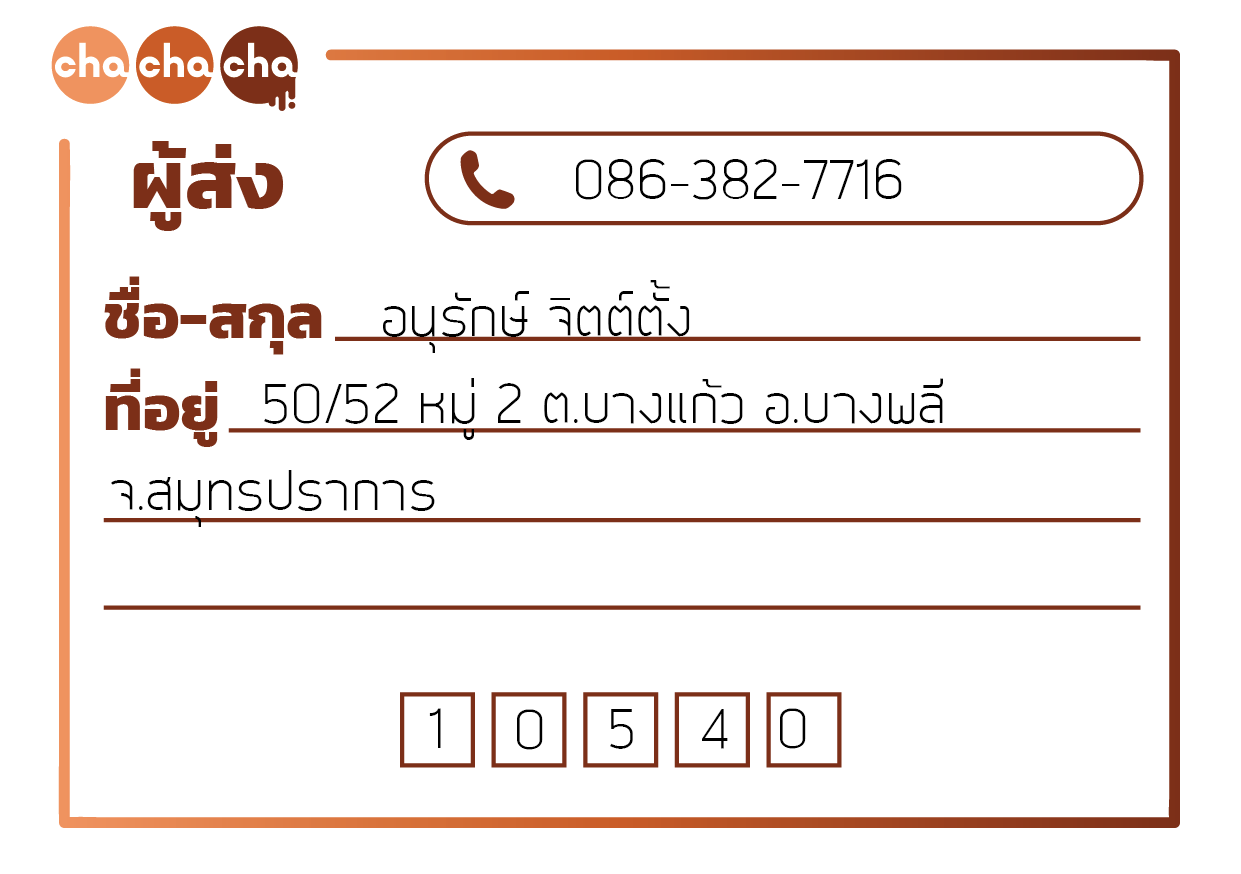 cha cha cha
ผู้ส่ง 086-382-7716
ชื่อ-สกุล อนุรักษ์ จิตต์ตั้ง
ที่อยู่ 50/52 หมู่ 2 ต.บางแก้ว อ.บางพลี
จ.สมุทรปราการ
1 0 5 4 0